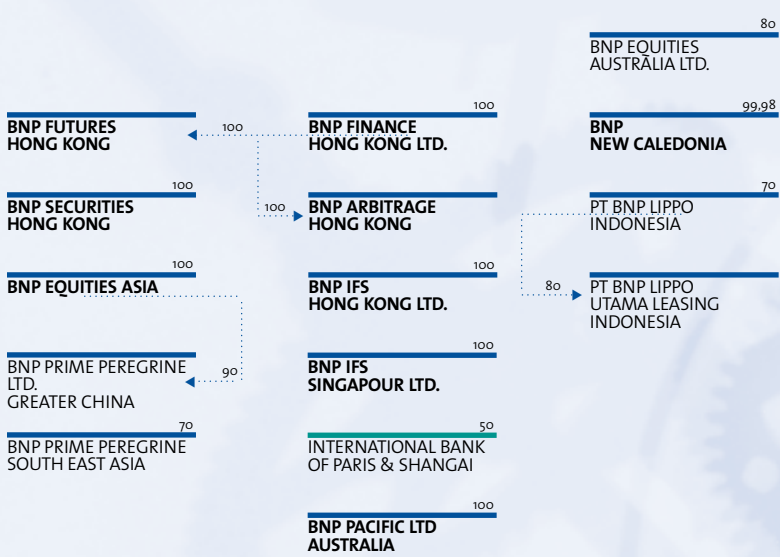 80
BNP EQUITIES
AUSTRALIA LTD.
BNP FUTURES
HONG KONG
100
100
BNP FINANCE
HONG KONG LTD.
99,98
BNP
NEW CALEDONIA
100
BNP SECURITIES
HONG KONG
100
BNP ARBITRAGE
HONG KONG
70
PT BNP LIPPO
INDONESIA
100
BNP EQUITIES ASIA
100
BNP IFS
HONG KONG LTD.
80
PT BNP LIPPO
UTAMA LEASING
INDONESIA
BNP PRIME PEREGRINE
LTD.
GREATER CHINA
90
100
BNP IFS
SINGAPOUR LTD.
70
BNP PRIME PEREGRINE
SOUTH EAST ASIA
50
INTERNATIONAL BANK
OF PARIS & SHANGAI
100
BNP PACIFIC LTD
AUSTRALIA